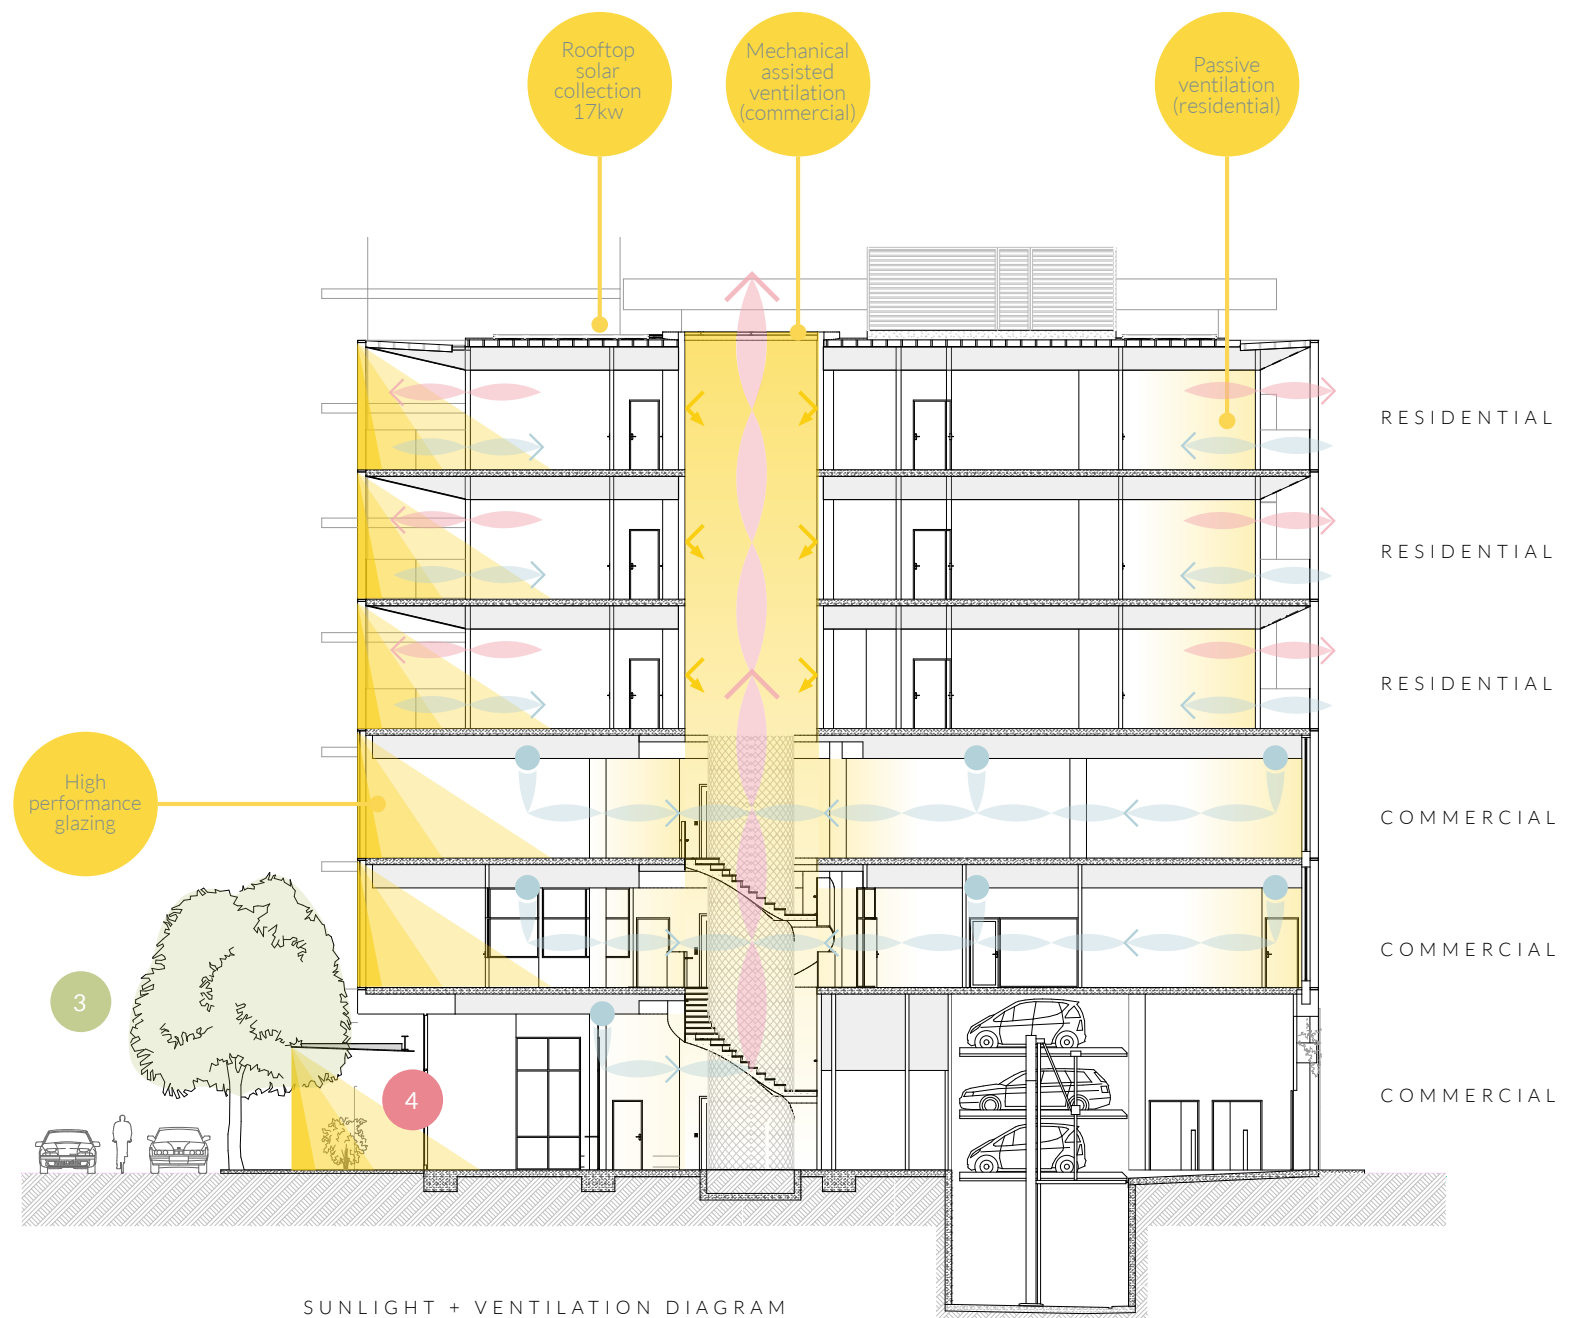 Rooftop
solar
collection
17kw
Mechanical
assisted
ventilation
(commercial)
Passive
ventilation
(residential)
RESIDENTIAL
RESIDENTIAL
RESIDENTIAL
High
performance
glazing
COMMERCIAL
COMMERCIAL
3
4
COMMERCIAL
SUNLIGHT + VENTILATION DIAGRAM